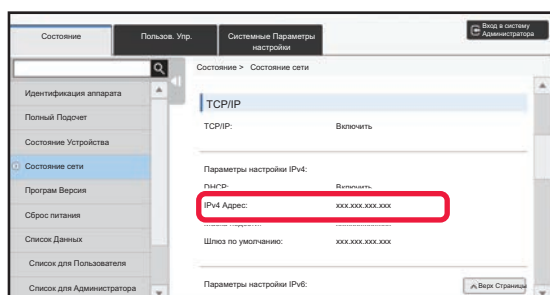 Состояние
Пользов. Упр.
Системные Параметры
настройки
Вход в систему
Администратора
Состояние > Состояние сети
Идентификация аппарата
Полный Подсчет
Состояние Устройства
Состояние сети
Програм Версия
Сброс питания
Список Данных
Список для Пользователя
Список для Администратора
TCP/IP
TCP/IP: Включить
Параметры настройки IPv4:
DHCP: Включить
IPv4 Адрес: xxx.xxx.xxx.xxx
Шлюз по умолчанию: xxx.xxx.xxx.xxx
Параметры настройки IPv6:
Верх Страницы